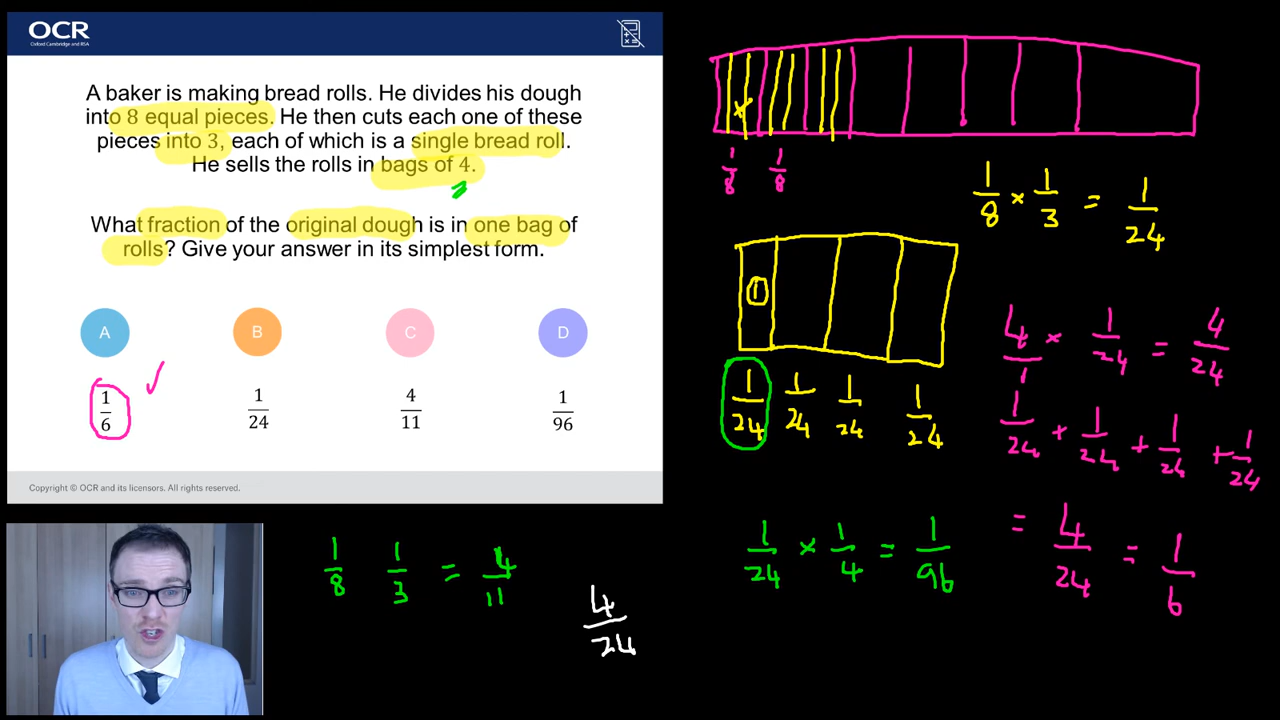 OCR
Oxford Cambridge and RSA
A baker is making bread rolls. He divides his dough
into 8 equal pieces. He then cuts each one of these
pieces into 3, each of which is a single bread roll.
He sells the rolls in bags of 4.
What fraction of the original dough is in one bag of
rolls? Give your answer in its simplest form.
A B C D
1/6 ✓ 1/24 4/11 1/96
Copyright © OCR and its licensors. All rights reserved.
1/8 1/8
1/8 × 1/3 = 1/24
1
1/24 1/24 1/24 1/24
4/1 × 1/24 = 4/24
1/24 + 1/24 + 1/24 + 1/24
= 4/24 = 1/6
1/24 × 1/4 = 1/96
1/8 1/3 = 4/11
4/24